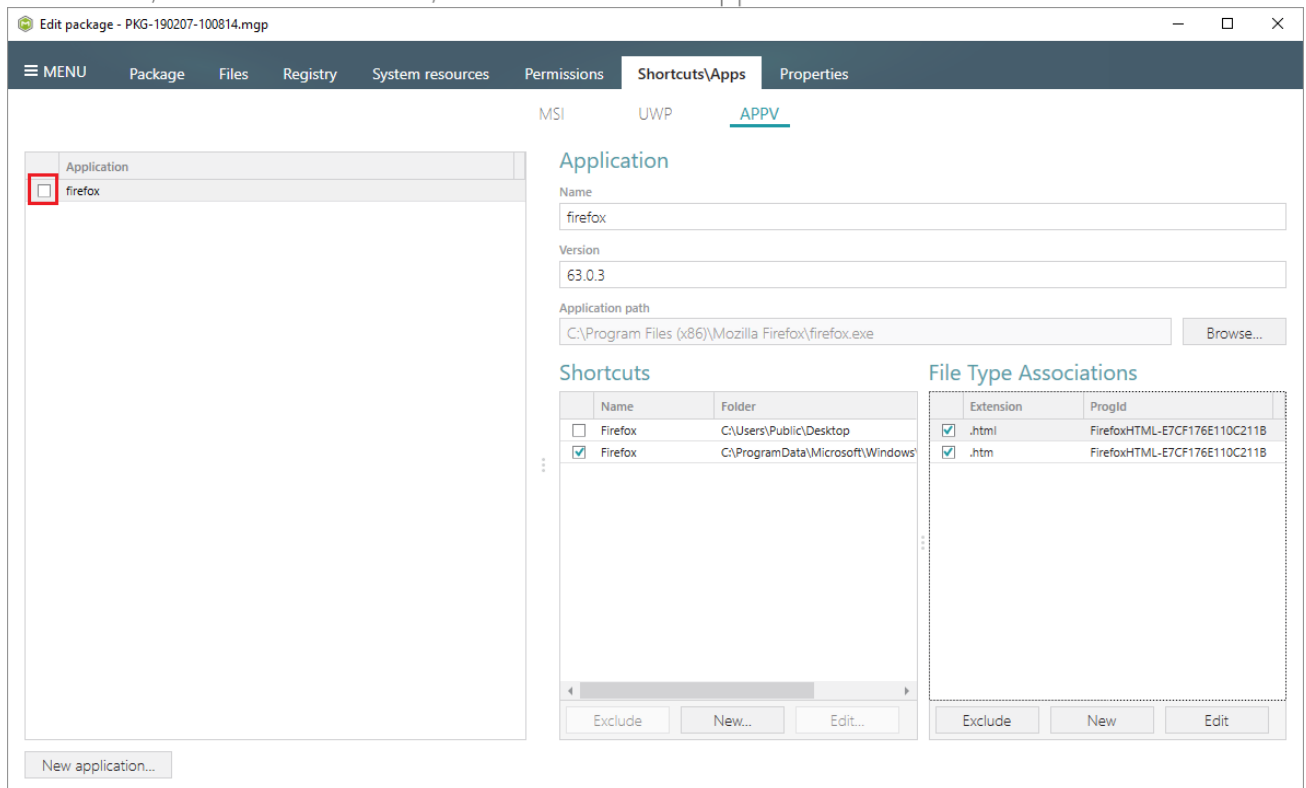 Edit package - PKG-190207-100814.mgp
MENU Package Files Registry System resources Permissions Shortcuts\Apps Properties
MSI UWP APPV
Application
firefox
Application
Name
firefox
Version
63.0.3
Application path
C:\Program Files (x86)\Mozilla Firefox\firefox.exe Browse...
Shortcuts
Name Folder
Firefox C:\Users\Public\Desktop
Firefox C:\ProgramData\Microsoft\Windows\
Exclude New... Edit...
File Type Associations
Extension ProgId
.html FirefoxHTML-E7CF176E110C211B
.htm FirefoxHTML-E7CF176E110C211B
Exclude New Edit
New application...